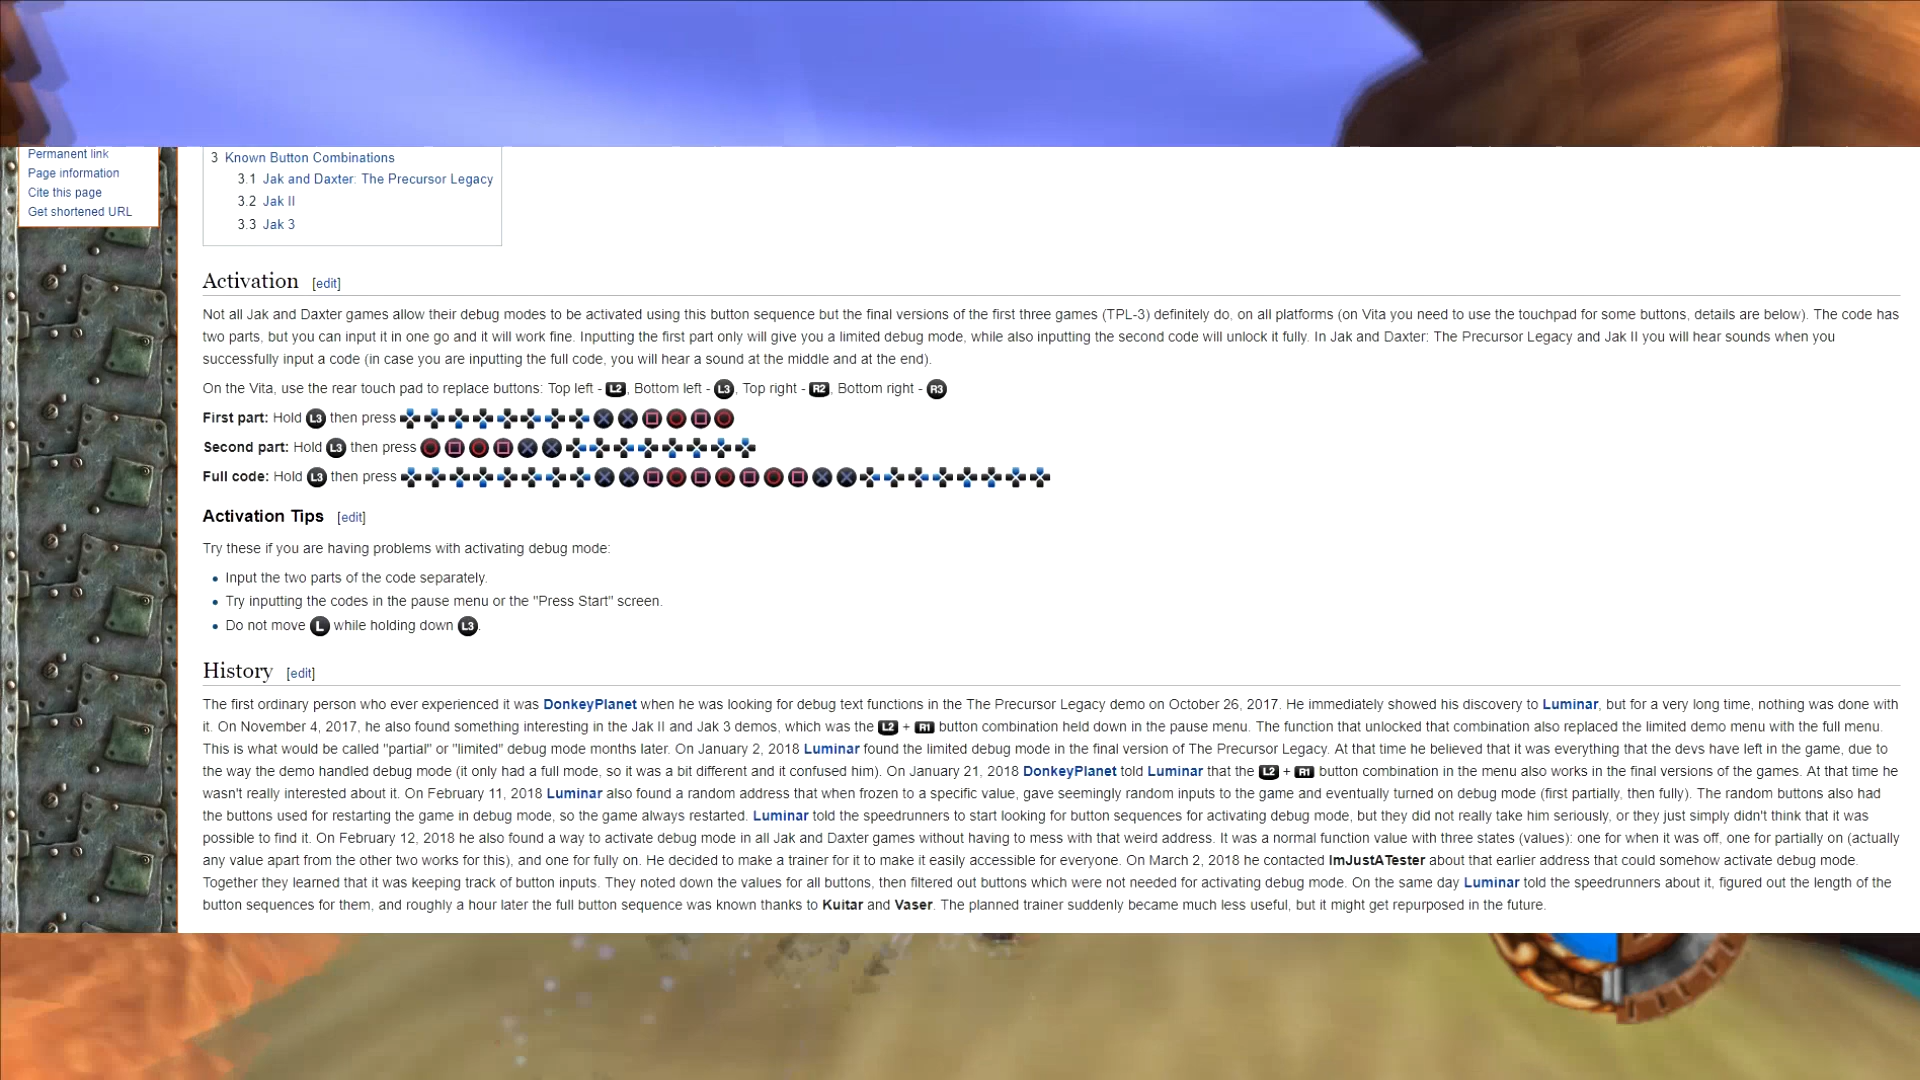 Permanent link
Page information
Cite this page
Get shortened URL
3 Known Button Combinations
3.1 Jak and Daxter: The Precursor Legacy
3.2 Jak II
3.3 Jak 3
Activation [edit]
Not all Jak and Daxter games allow their debug modes to be activated using this button sequence but the final versions of the first three games (TPL-3) definitely do, on all platforms (on Vita you need to use the touchpad for some buttons, details are below). The code has
two parts, but you can input it in one go and it will work fine. Inputting the first part only will give you a limited debug mode, while also inputting the second code will unlock it fully. In Jak and Daxter: The Precursor Legacy and Jak II you will hear sounds when you
successfully input a code (in case you are inputting the full code, you will hear a sound at the middle and at the end).
On the Vita, use the rear touch pad to replace buttons: Top left - L2, Bottom left - L3, Top right - R2, Bottom right - R3
First part: Hold L3 then press
Second part: Hold L3 then press
Full code: Hold L3 then press
Activation Tips [edit]
Try these if you are having problems with activating debug mode:
• Input the two parts of the code separately.
• Try inputting the codes in the pause menu or the "Press Start" screen.
• Do not move L while holding down L3.
History [edit]
The first ordinary person who ever experienced it was DonkeyPlanet when he was looking for debug text functions in the The Precursor Legacy demo on October 26, 2017. He immediately showed his discovery to Luminar, but for a very long time, nothing was done with
it. On November 4, 2017, he also found something interesting in the Jak II and Jak 3 demos, which was the L2 + R1 button combination held down in the pause menu. The function that unlocked that combination also replaced the limited demo menu with the full menu.
This is what would be called "partial" or "limited" debug mode months later. On January 2, 2018 Luminar found the limited debug mode in the final version of The Precursor Legacy. At that time he believed that it was everything that the devs have left in the game, due to
the way the demo handled debug mode (it only had a full mode, so it was a bit different and it confused him). On January 21, 2018 DonkeyPlanet told Luminar that the L2 + R1 button combination in the menu also works in the final versions of the games. At that time he
wasn't really interested about it. On February 11, 2018 Luminar also found a random address that when frozen to a specific value, gave seemingly random inputs to the game and eventually turned on debug mode (first partially, then fully). The random buttons also had
the buttons used for restarting the game in debug mode, so the game always restarted. Luminar told the speedrunners to start looking for button sequences for activating debug mode, but they did not really take him seriously, or they just simply didn't think that it was
possible to find it. On February 12, 2018 he also found a way to activate debug mode in all Jak and Daxter games without having to mess with that weird address. It was a normal function value with three states (values): one for when it was off, one for partially on (actually
any value apart from the other two works for this), and one for fully on. He decided to make a trainer for it to make it easily accessible for everyone. On March 2, 2018 he contacted ImJustATester about that earlier address that could somehow activate debug mode.
Together they learned that it was keeping track of button inputs. They noted down the values for all buttons, then filtered out buttons which were not needed for activating debug mode. On the same day Luminar told the speedrunners about it, figured out the length of the
button sequences for them, and roughly a hour later the full button sequence was known thanks to Kuitar and Vaser. The planned trainer suddenly became much less useful, but it might get repurposed in the future.